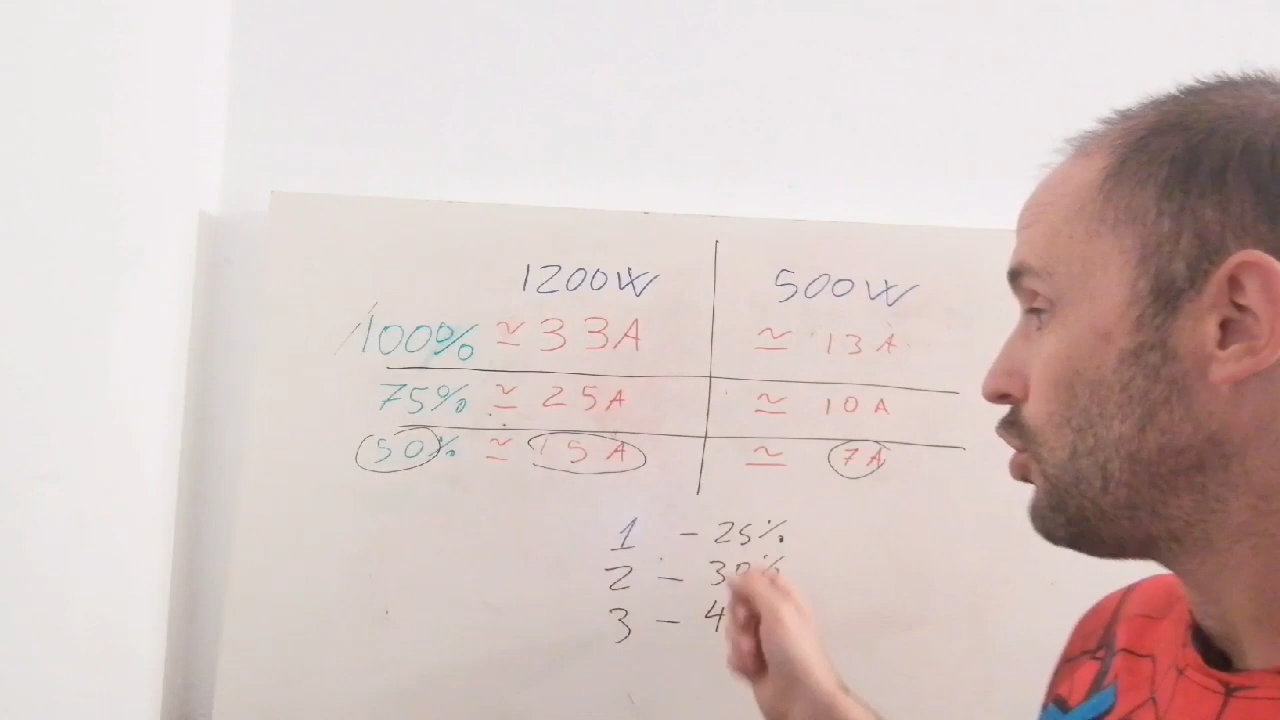 1200W 500W
100% ≃ 33A ≃ 13A
75% ≃ 25A ≃ 10A
50% ≃ 15A ≃ 7A
1 - 25%
2 - 30%
3 - 4